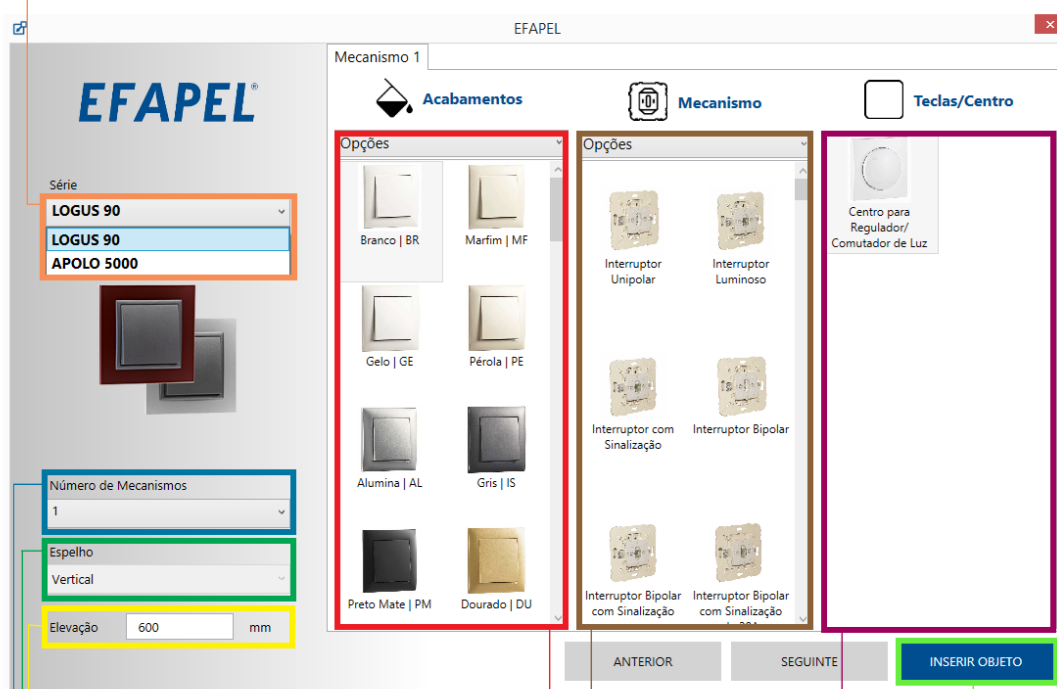 EFAPEL
Mecanismo 1
EFAPEL®
Acabamentos
Mecanismo
Teclas/Centro
Série
LOGUS 90
LOGUS 90
APOLO 5000
Número de Mecanismos
1
Espelho
Vertical
Elevação 600 mm
Opções
Branco | BR
Marfim | MF
Gelo | GE
Pérola | PE
Alumina | AL
Gris | IS
Preto Mate | PM
Dourado | DU
Opções
Interruptor
Unipolar
Interruptor
Luminoso
Interruptor com
Sinalização
Interruptor Bipolar
Interruptor Bipolar
com Sinalização
Interruptor Bipolar
com Sinalização
Centro para
Regulador/
Comutador de Luz
ANTERIOR
SEGUINTE
INSERIR OBJETO